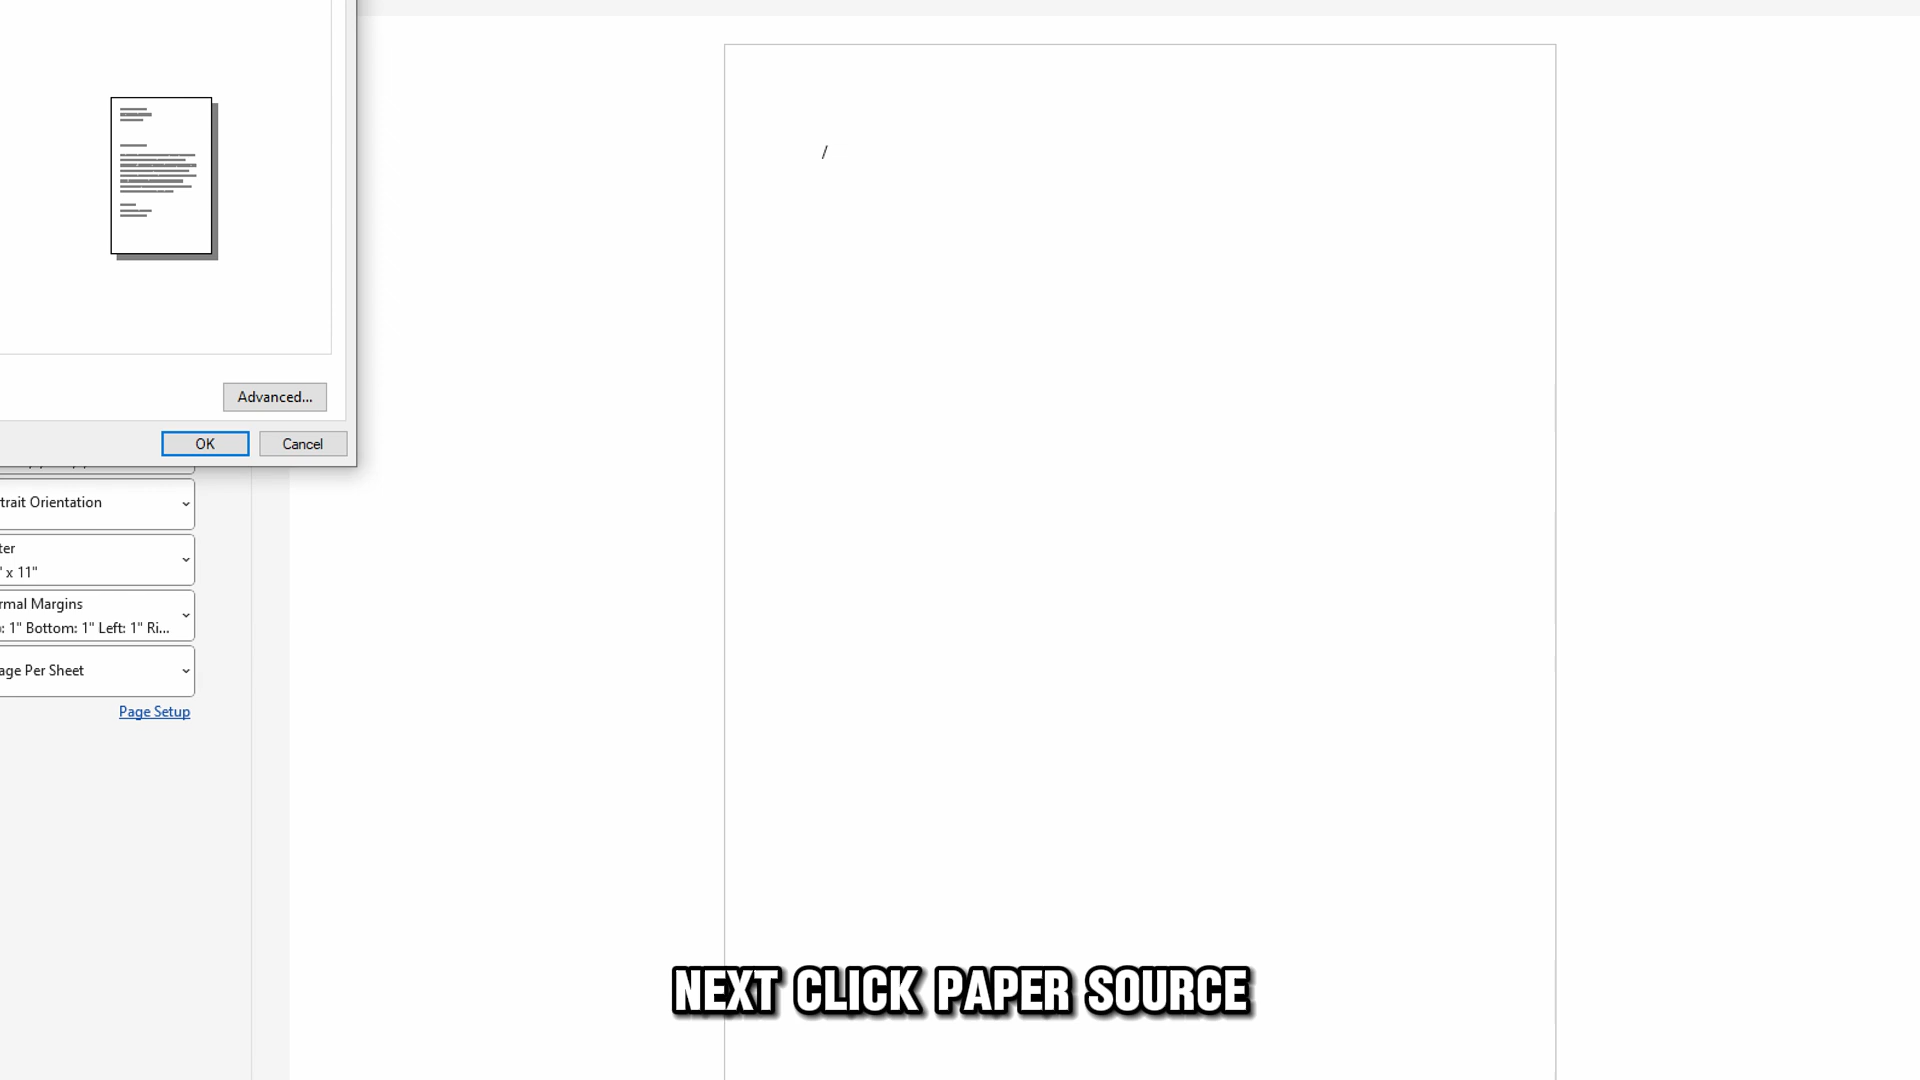 /
Advanced...
OK
Cancel
trait Orientation
ter
" x 11"
rmal Margins
: 1" Bottom: 1" Left: 1" Ri...
age Per Sheet
Page Setup
NEXT CLICK PAPER SOURCE